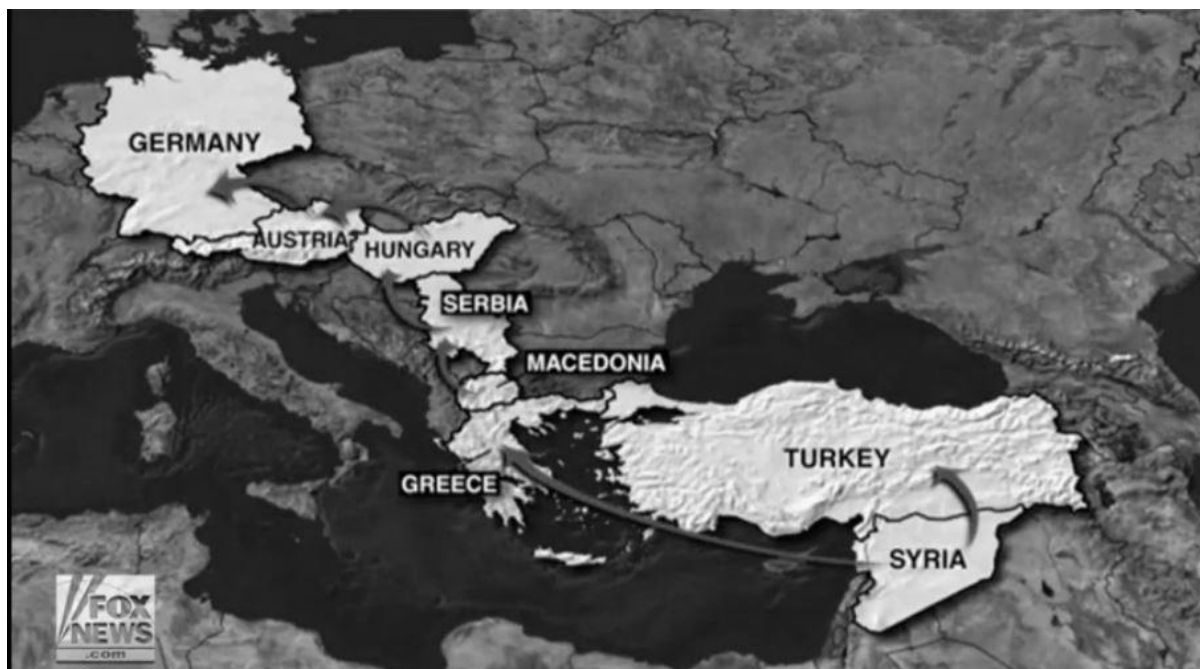 GERMANY
AUSTRIA
HUNGARY
SERBIA
MACEDONIA
TURKEY
GREECE
SYRIA
FOX
NEWS
.com